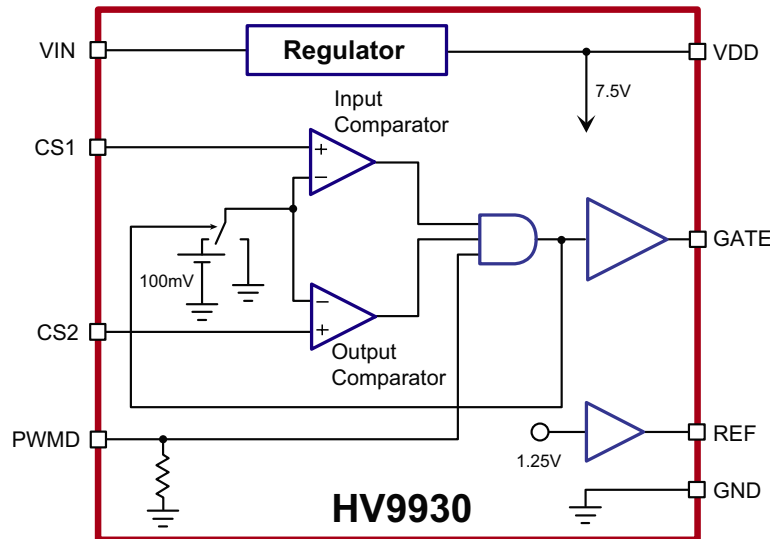 VIN
Regulator
VDD
7.5V
Input
Comparator
CS1
+
−
GATE
100mV
−
+
CS2
Output
Comparator
PWMD
REF
1.25V
GND
HV9930